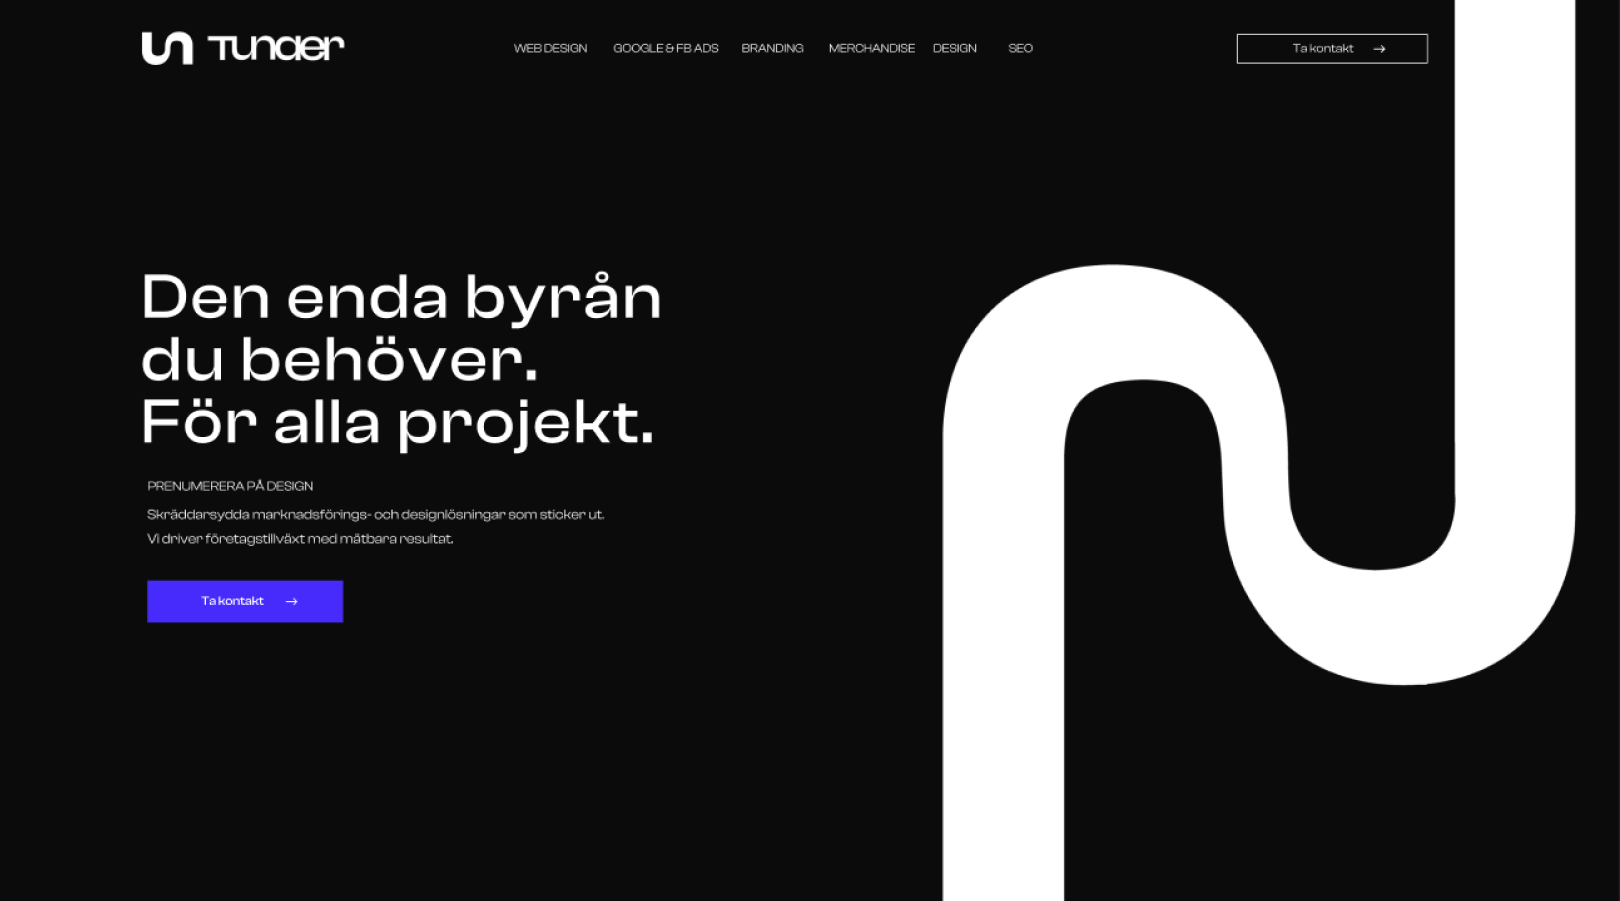 Tunder
WEB DESIGN
GOOGLE & FB ADS
BRANDING
MERCHANDISE
DESIGN
SEO
Ta kontakt →
Den enda byrån
du behöver.
För alla projekt.
PRENUMERERA PÅ DESIGN
Skräddarsydda marknadsförings- och designlösningar som sticker ut.
Vi driver företagstillväxt med mätbara resultat.
Ta kontakt →